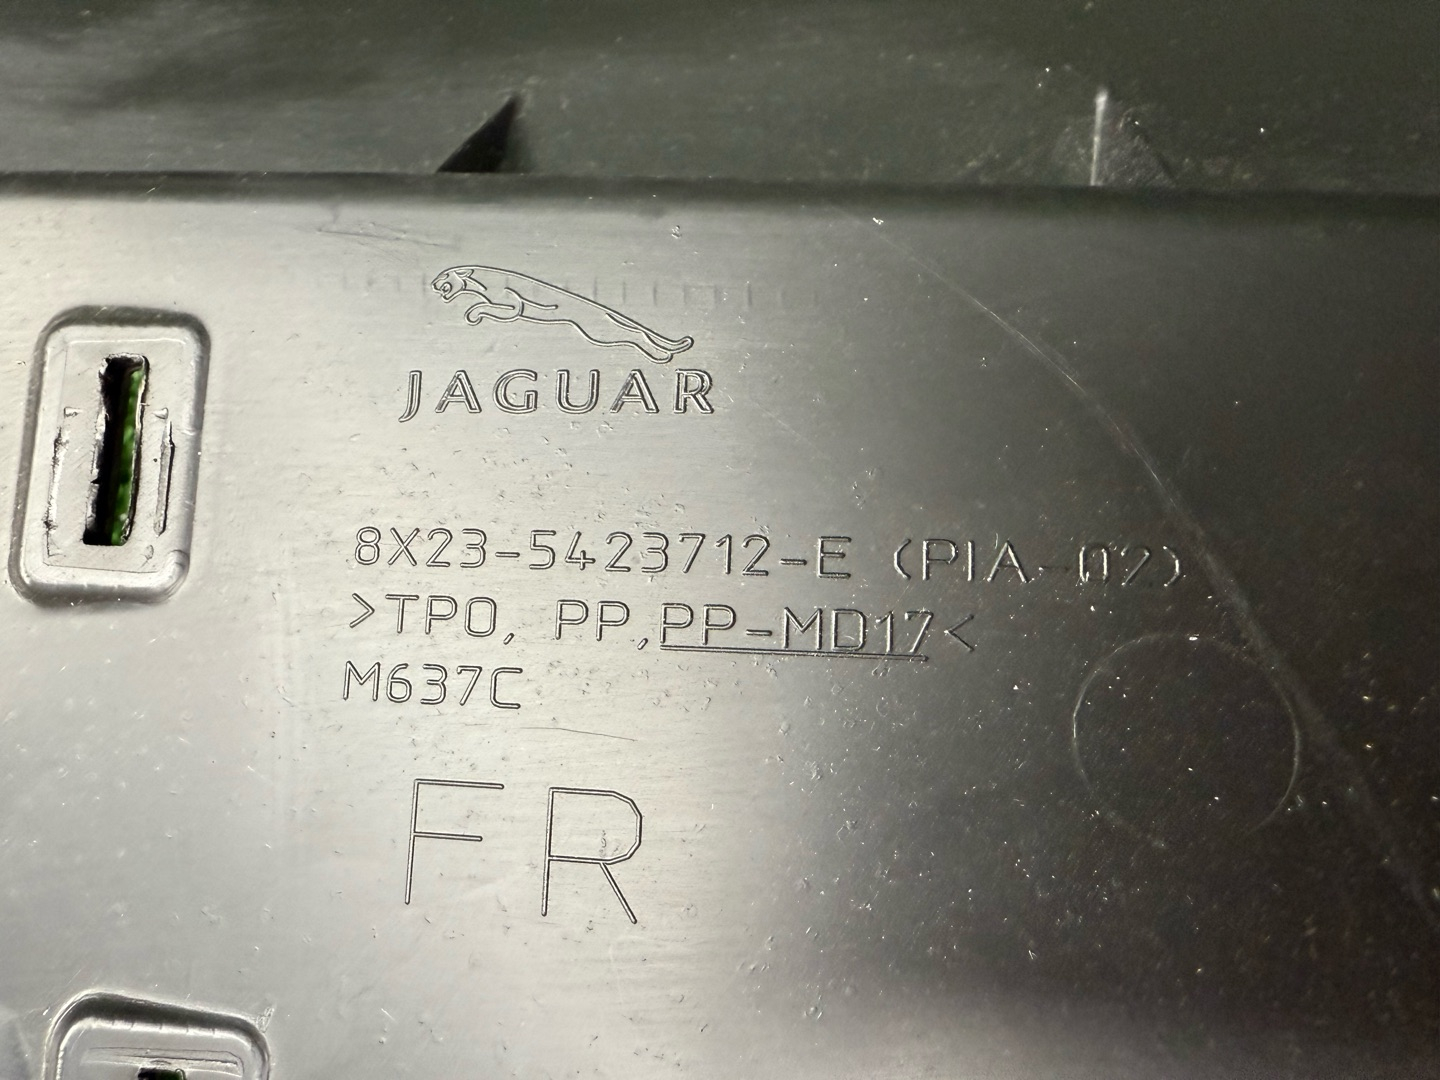 JAGUAR
8X23-5423712-E (PIA-02)
>TPO, PP,PP-MD17<
M637C
FR